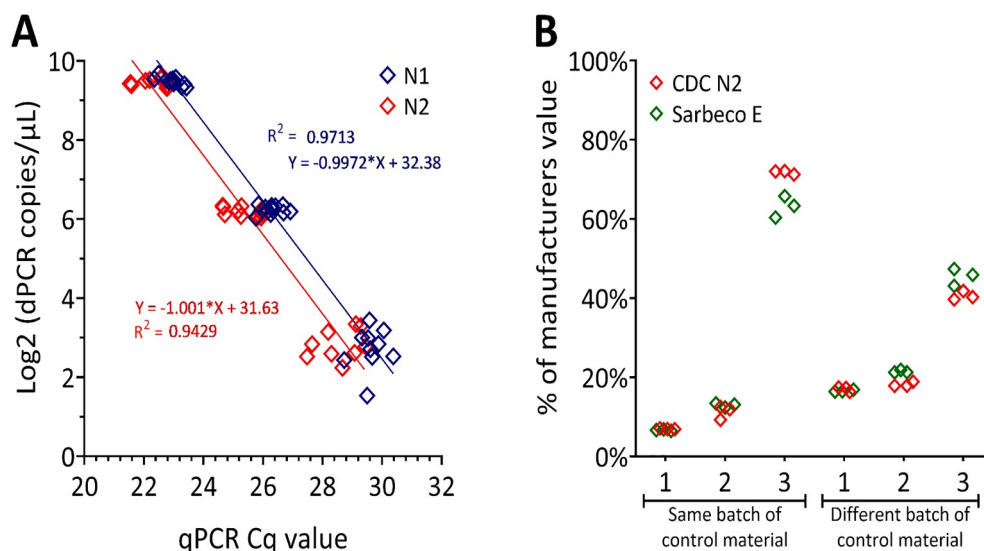 A
Log2 (dPCR copies/µL)
10
8
6
4
2
0
20 22 24 26 28 30 32
qPCR Cq value
N1
N2
R² = 0.9713
Y = -0.9972*X + 32.38
Y = -1.001*X + 31.63
R² = 0.9429
B
% of manufacturers value
100%
80%
60%
40%
20%
0%
CDC N2
Sarbeco E
1 2 3 1 2 3
Same batch of
control material
Different batch of
control material